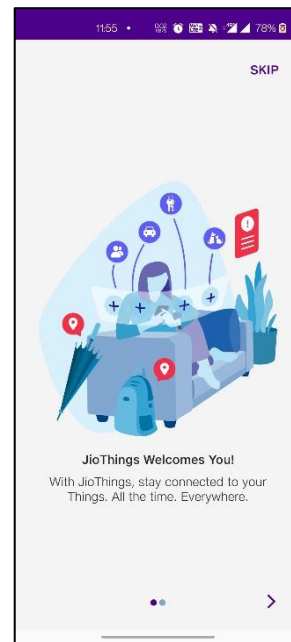 11:55
78%
SKIP
JioThings Welcomes You!
With JioThings, stay connected to your
Things. All the time. Everywhere.